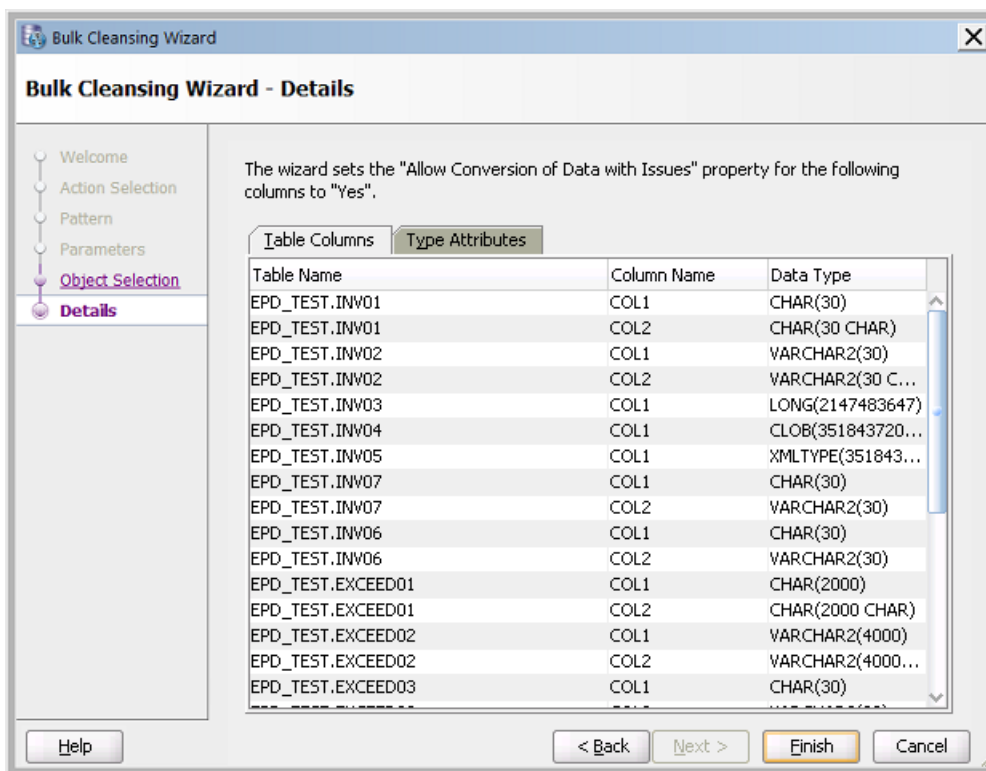 Bulk Cleansing Wizard
Bulk Cleansing Wizard - Details
Welcome
Action Selection
Pattern
Parameters
Object Selection
Details
The wizard sets the "Allow Conversion of Data with Issues" property for the following
columns to "Yes".
Table Columns Type Attributes
Table Name Column Name Data Type
EPD_TEST.INV01 COL1 CHAR(30)
EPD_TEST.INV01 COL2 CHAR(30 CHAR)
EPD_TEST.INV02 COL1 VARCHAR2(30)
EPD_TEST.INV02 COL2 VARCHAR2(30 C...
EPD_TEST.INV03 COL1 LONG(2147483647)
EPD_TEST.INV04 COL1 CLOB(351843720...
EPD_TEST.INV05 COL1 XMLTYPE(351843...
EPD_TEST.INV07 COL1 CHAR(30)
EPD_TEST.INV07 COL2 VARCHAR2(30)
EPD_TEST.INV06 COL1 CHAR(30)
EPD_TEST.INV06 COL2 VARCHAR2(30)
EPD_TEST.EXCEED01 COL1 CHAR(2000)
EPD_TEST.EXCEED01 COL2 CHAR(2000 CHAR)
EPD_TEST.EXCEED02 COL1 VARCHAR2(4000)
EPD_TEST.EXCEED02 COL2 VARCHAR2(4000...
EPD_TEST.EXCEED03 COL1 CHAR(30)
Help < Back Next > Finish Cancel